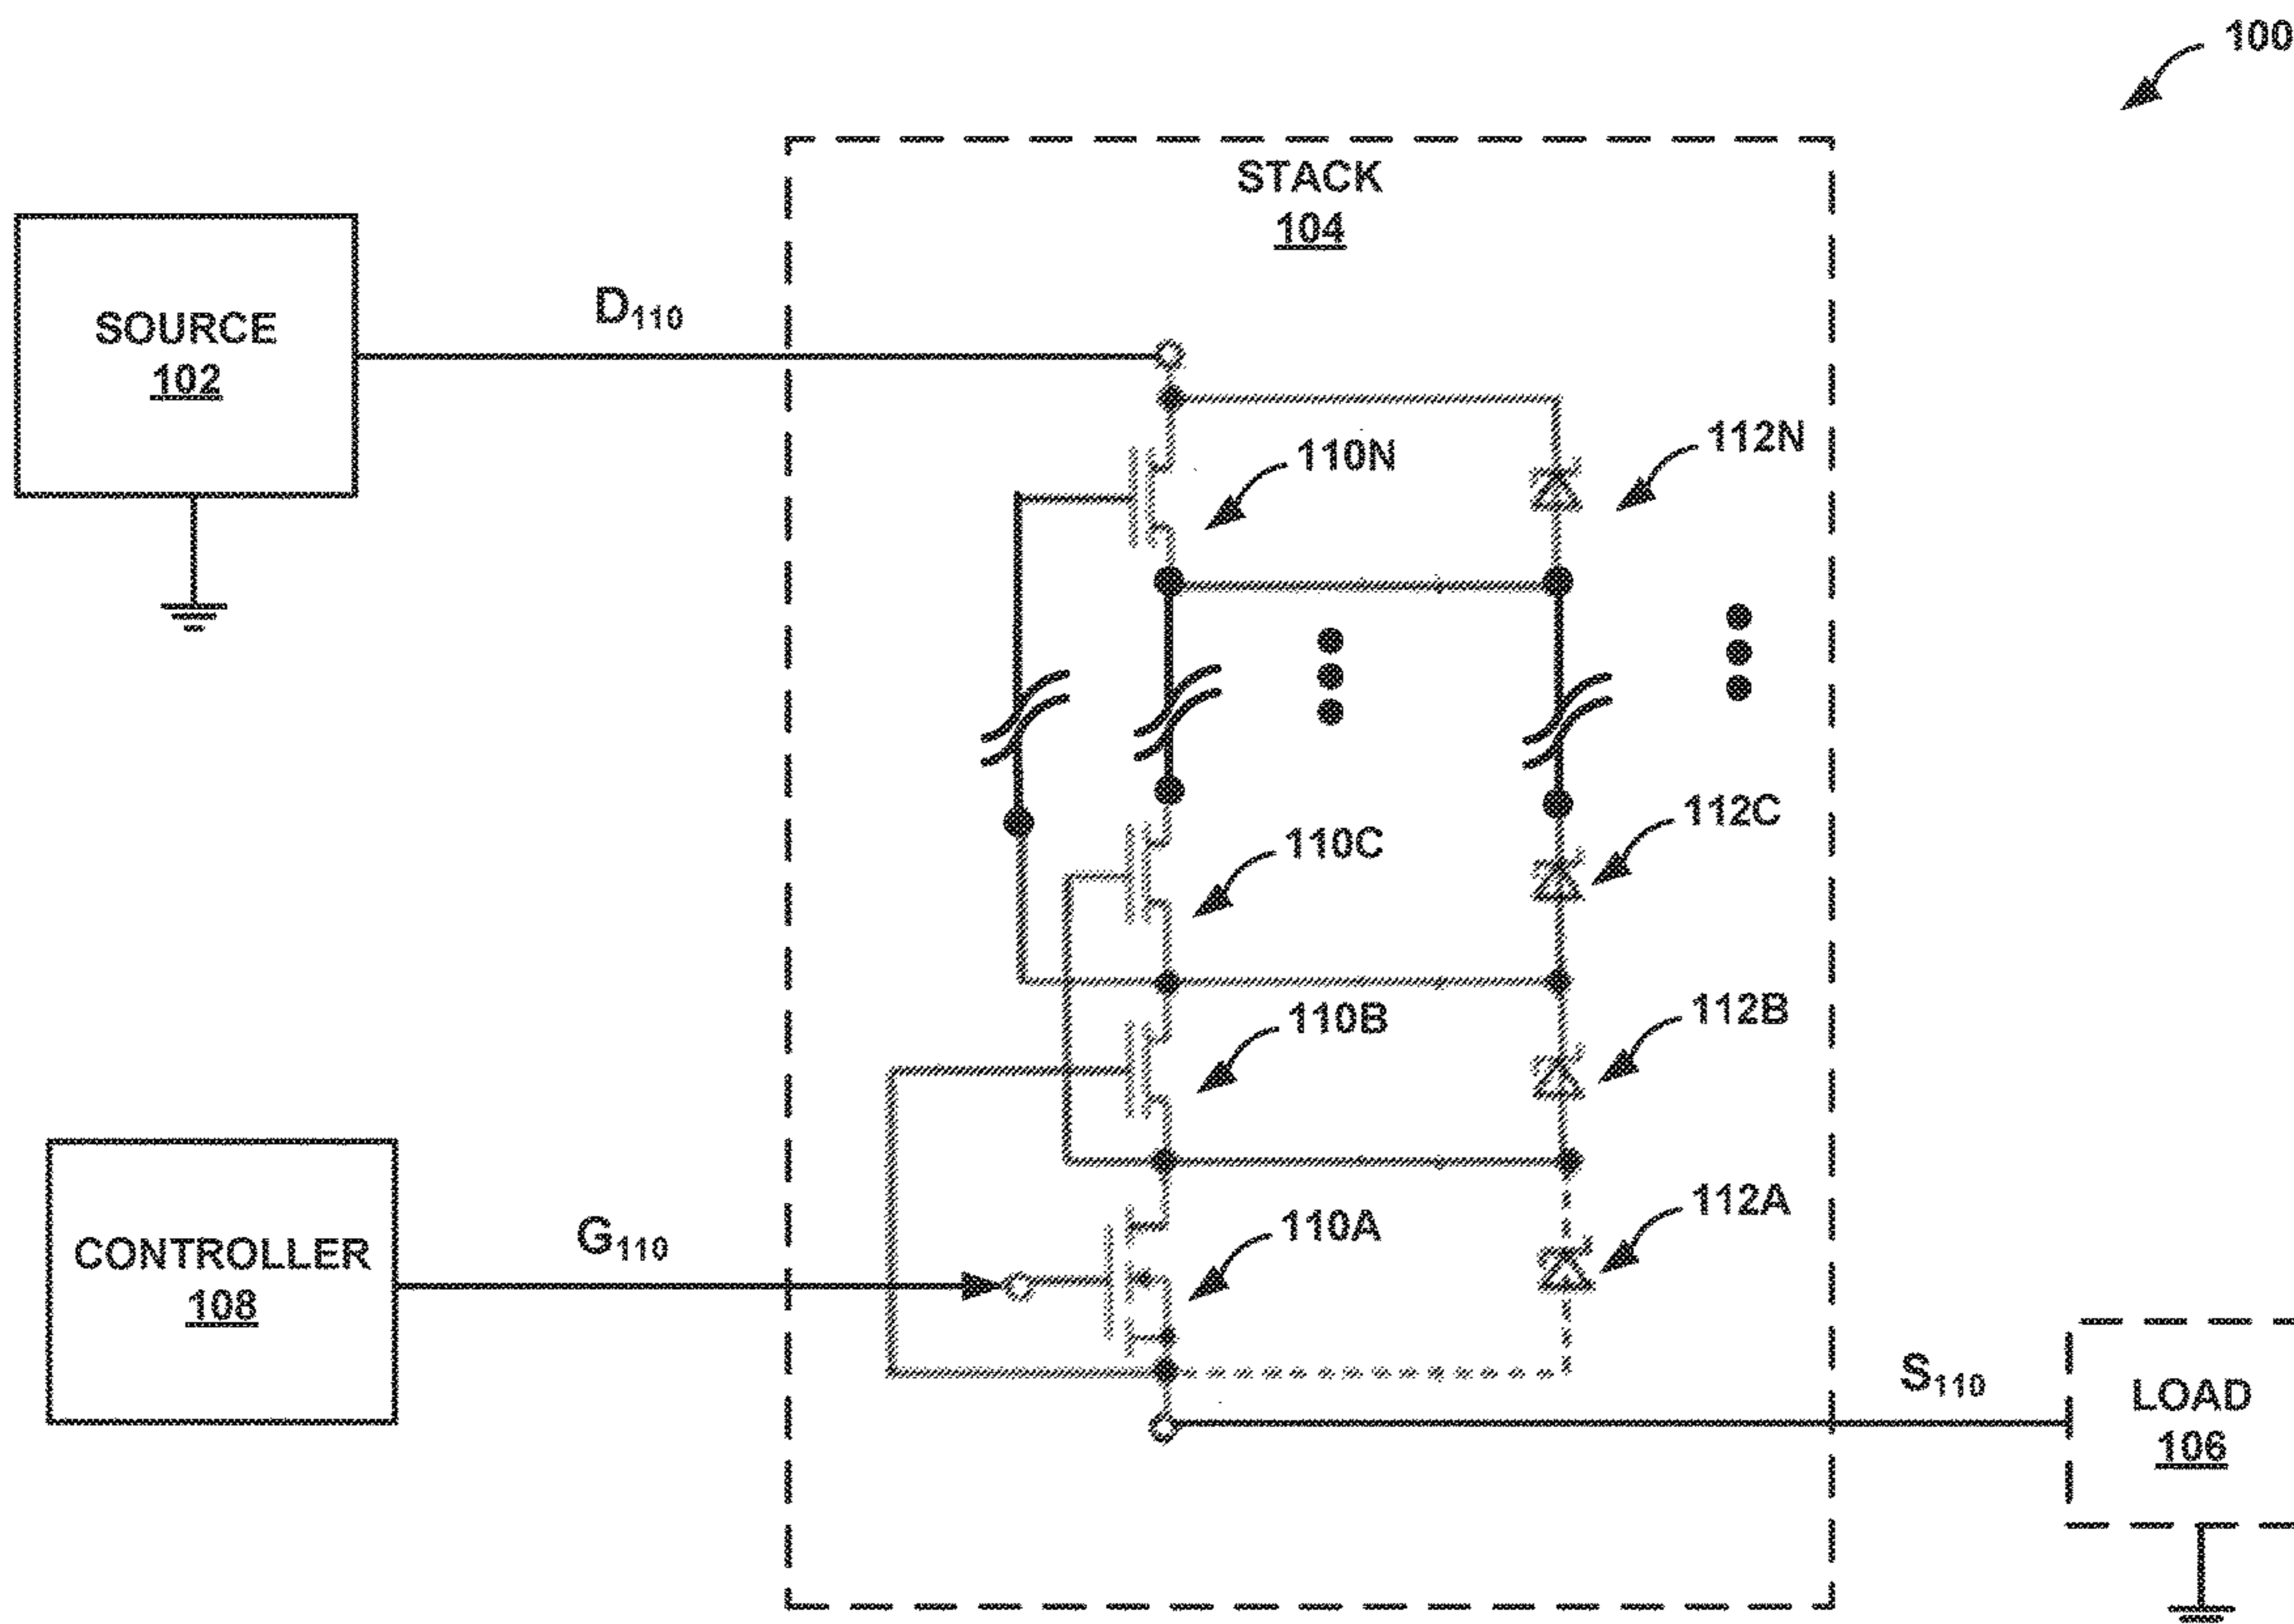 100
STACK
104
SOURCE
102
D110
110N
112N
112C
110C
112B
110B
112A
110A
CONTROLLER
108
G110
S110
LOAD
106